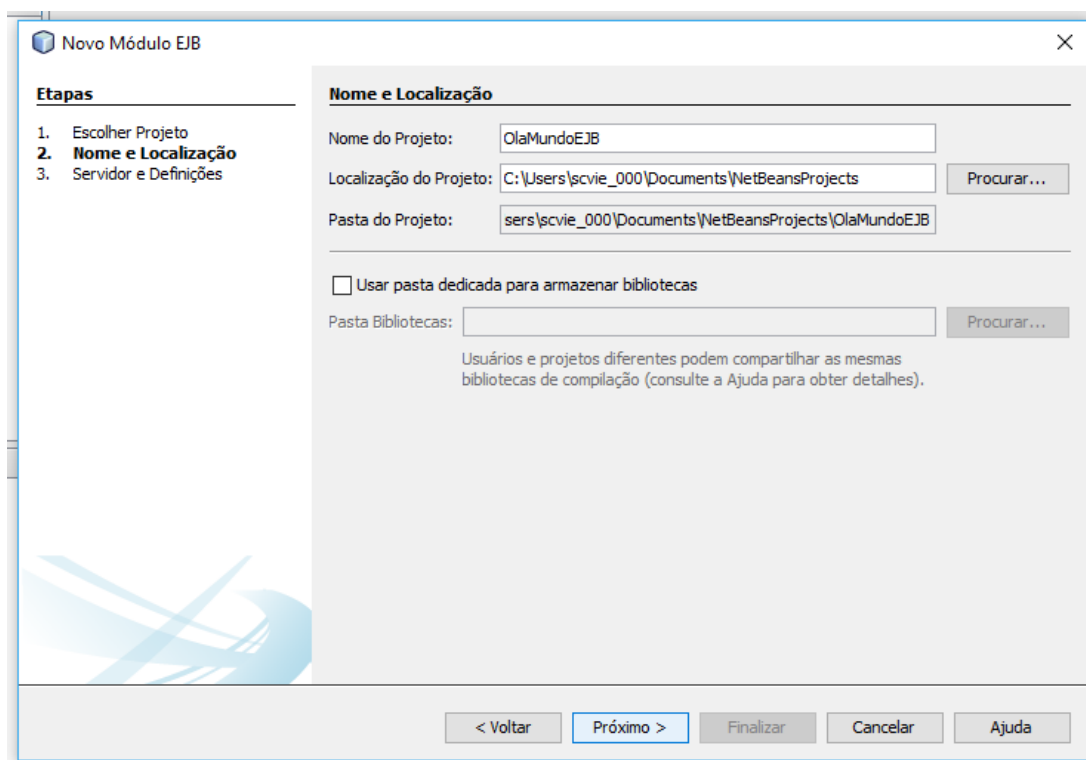 Novo Módulo EJB
Etapas
1. Escolher Projeto
2. Nome e Localização
3. Servidor e Definições
Nome e Localização
Nome do Projeto: OlaMundoEJB
Localização do Projeto: C:\Users\scvie_000\Documents\NetBeansProjects Procurar...
Pasta do Projeto: sers\scvie_000\Documents\NetBeansProjects\OlaMundoEJB
Usar pasta dedicada para armazenar bibliotecas
Pasta Bibliotecas: Procurar...
Usuários e projetos diferentes podem compartilhar as mesmas
bibliotecas de compilação (consulte a Ajuda para obter detalhes).
< Voltar Próximo > Finalizar Cancelar Ajuda